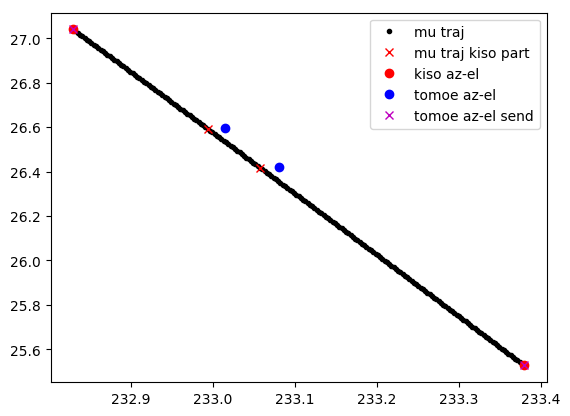 mu traj
mu traj kiso part
kiso az-el
tomoe az-el
tomoe az-el send
27.0
26.8
26.6
26.4
26.2
26.0
25.8
25.6
232.9 233.0 233.1 233.2 233.3 233.4